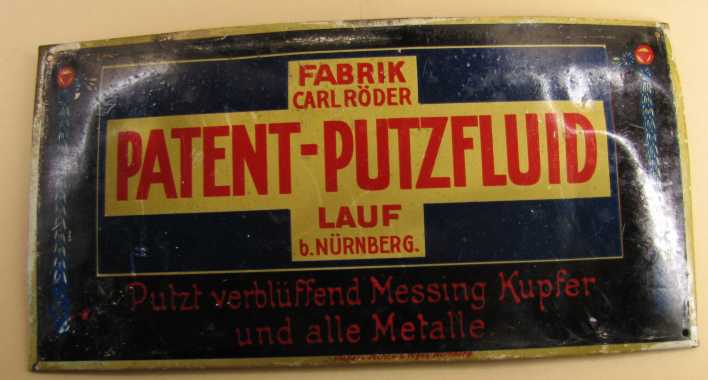 FABRIK
CARL RÖDER
PATENT-PUTZFLUID
LAUF
b. NÜRNBERG.
Putzt verblüffend Messing Kupfer
und alle Metalle